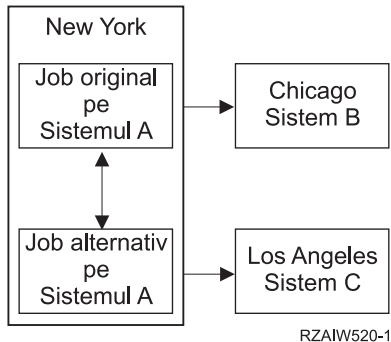 New York
Job original
pe
Sistemul A
Chicago
Sistem B
Job alternativ
pe
Sistemul A
Los Angeles
Sistem C
RZAIW520-1